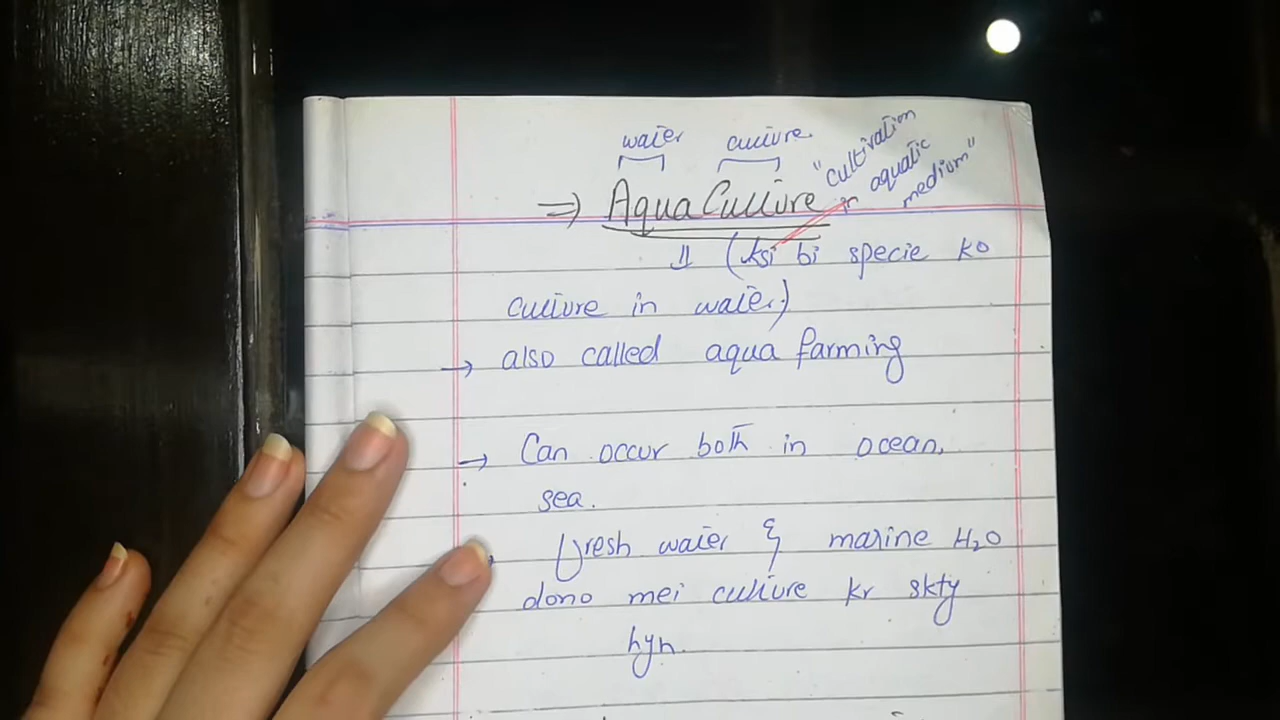 water culture
"cultivation
in aquatic
medium"
⇒ AquaCulture
⇓ (ksi bi specie ko
culture in water)
→ also called aqua farming
→ Can occur both in ocean,
sea.
fresh water & marine H₂O
dono mei culture kr skty
hyn.